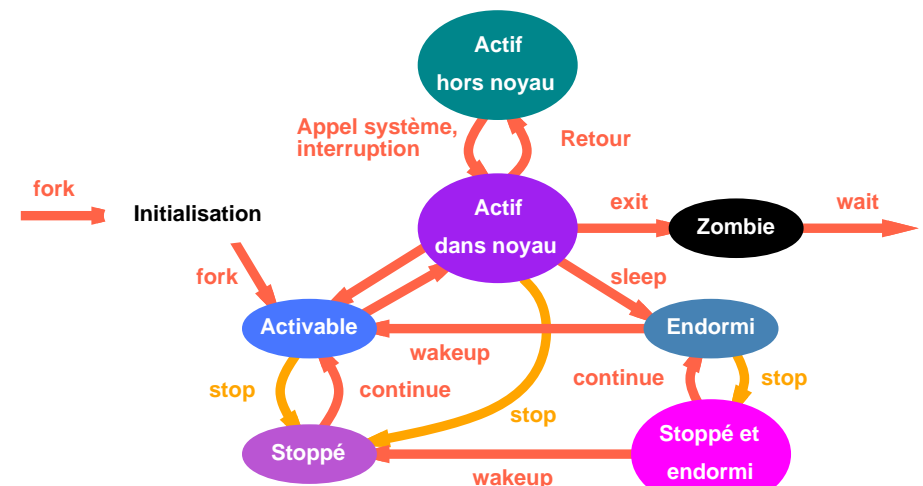 Actif
hors noyau
Appel système,
interruption
Retour
fork
Initialisation
Actif
dans noyau
exit
Zombie
wait
fork
sleep
Activable
Endormi
wakeup
stop
continue
continue
stop
stop
Stoppé
Stoppé et
endormi
wakeup